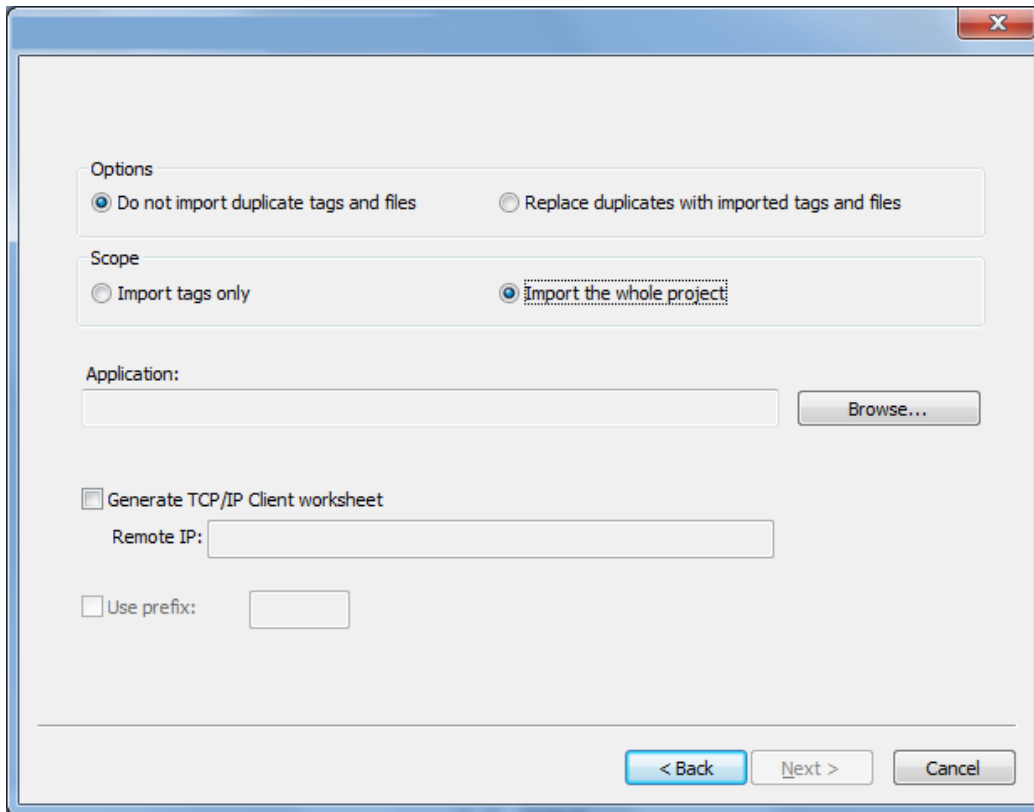 Options
Do not import duplicate tags and files Replace duplicates with imported tags and files
Scope
Import tags only Import the whole project
Application:
Browse...
Generate TCP/IP Client worksheet
Remote IP:
Use prefix:
< Back Next > Cancel